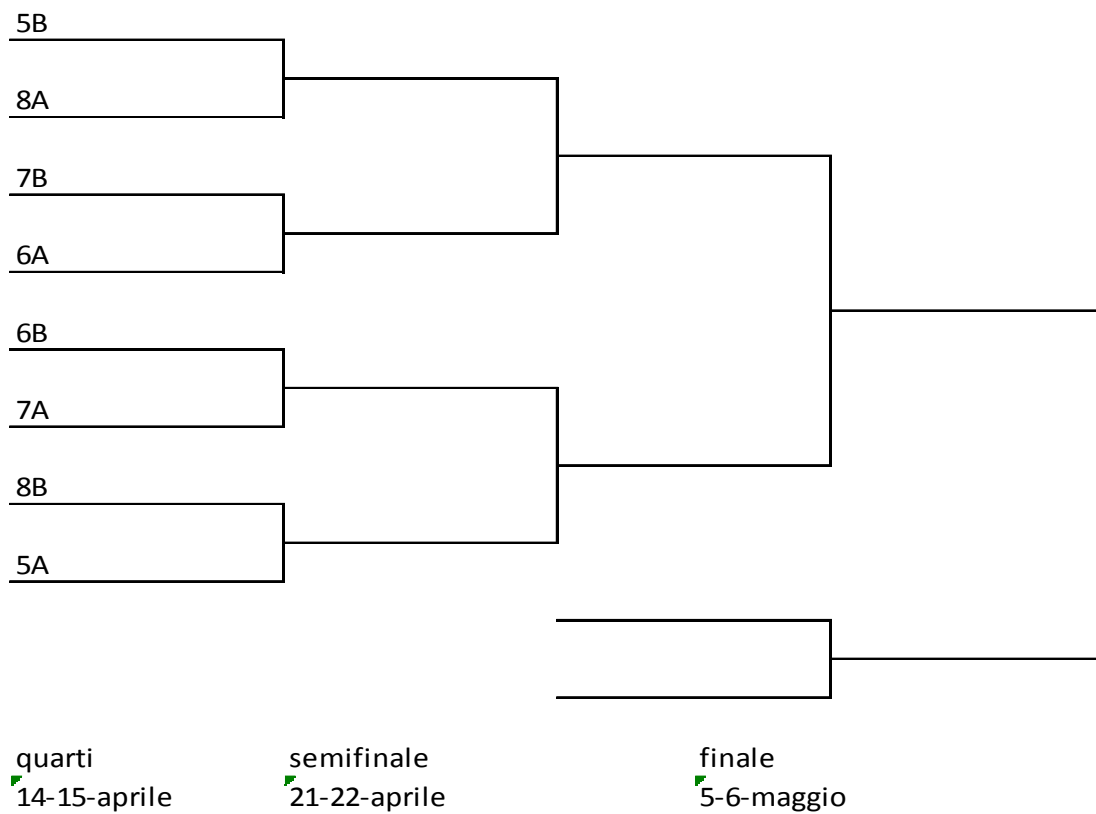 5B
8A
7B
6A
6B
7A
8B
5A
quarti semifinale finale
14-15-aprile 21-22-aprile 5-6-maggio